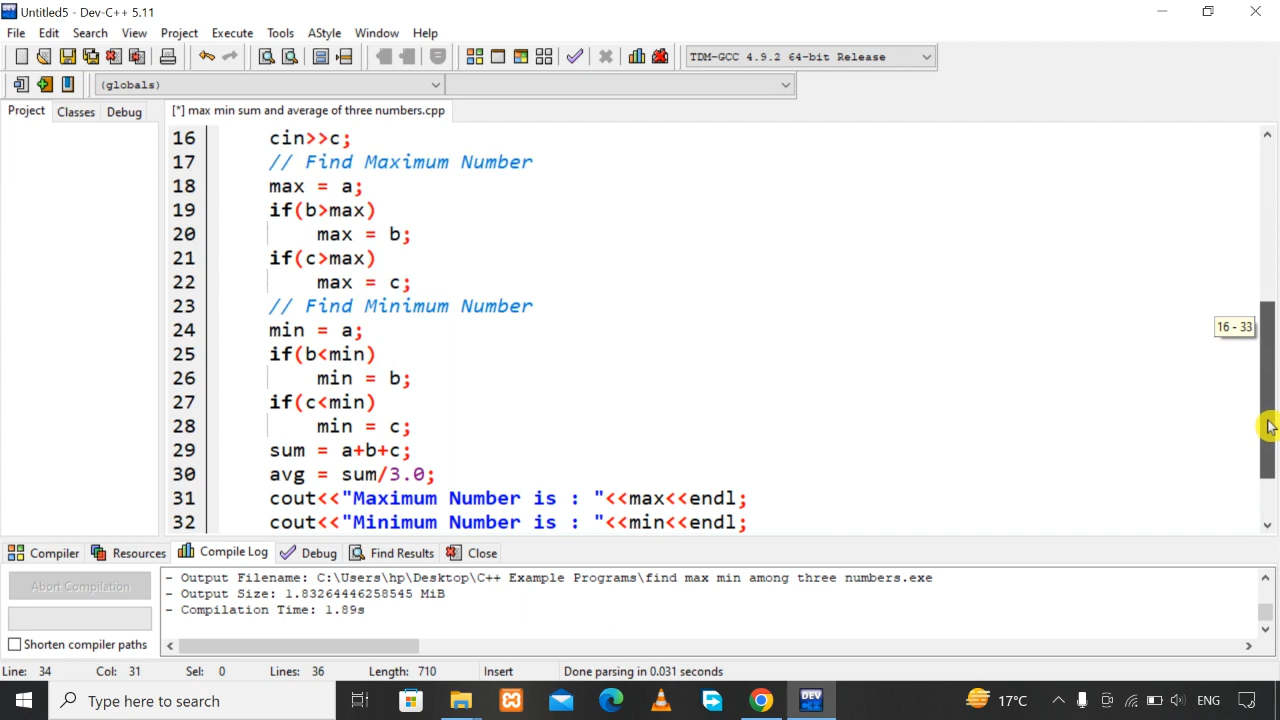 Untitled5 - Dev-C++ 5.11
File Edit Search View Project Execute Tools AStyle Window Help
TDM-GCC 4.9.2 64-bit Release
(globals)
Project Classes Debug [*] max min sum and average of three numbers.cpp
16 cin>>c;
17 // Find Maximum Number
18 max = a;
19 if(b>max)
20 max = b;
21 if(c>max)
22 max = c;
23 // Find Minimum Number
24 min = a;
16 - 33
25 if(b<min)
26 min = b;
27 if(c<min)
28 min = c;
29 sum = a+b+c;
30 avg = sum/3.0;
31 cout<<"Maximum Number is : "<<max<<endl;
32 cout<<"Minimum Number is : "<<min<<endl;
Compiler Resources Compile Log Debug Find Results Close
Abort Compilation
Shorten compiler paths
- Output Filename: C:\Users\hp\Desktop\C++ Example Programs\find max min among three numbers.exe
- Output Size: 1.83264446258545 MiB
- Compilation Time: 1.89s
Line: 34 Col: 31 Sel: 0 Lines: 36 Length: 710 Insert Done parsing in 0.031 seconds
Type here to search
DEV
17°C ENG